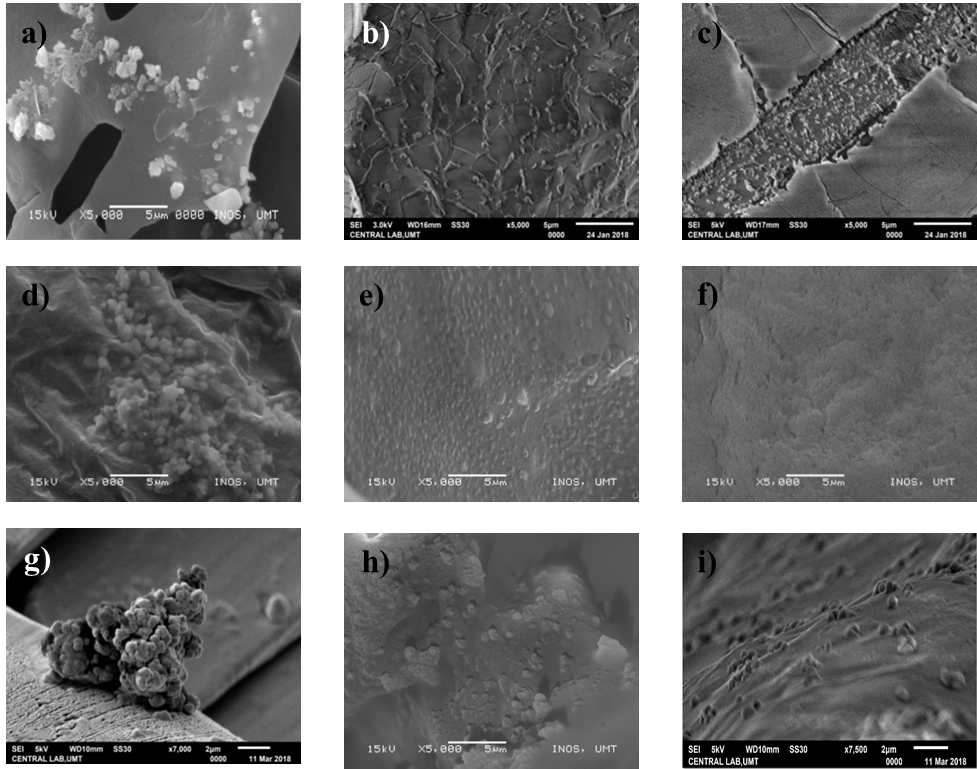 a)
15kV X5,000 5µm 0000 INOS, UMT
b)
SEI 3.0kV WD16mm SS30 x5,000 5µm
CENTRAL LAB,UMT 0000 24 Jan 2018
c)
SEI 5kV WD17mm SS30 x5,000 5µm
CENTRAL LAB,UMT 0000 24 Jan 2018
d)
15kV X5,000 5µm INOS, UMT
e)
15kV X5,000 5µm INOS, UMT
f)
15kV X5,000 5µm INOS, UMT
g)
SEI 5kV WD10mm SS30 x7,000 2µm
CENTRAL LAB,UMT 0000 11 Mar 2018
h)
15kV X5,000 5µm INOS, UMT
i)
SEI 5kV WD10mm SS30 x7,500 2µm
CENTRAL LAB,UMT 0000 11 Mar 2018